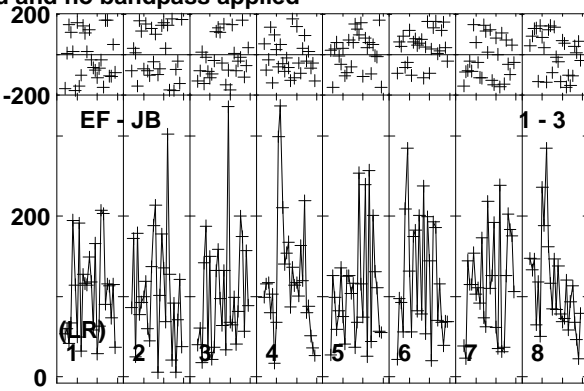 d and no bandpass applied
200
-200
EF - JB 1 - 3
200
(LR)
1 2 3 4 5 6 7 8
0